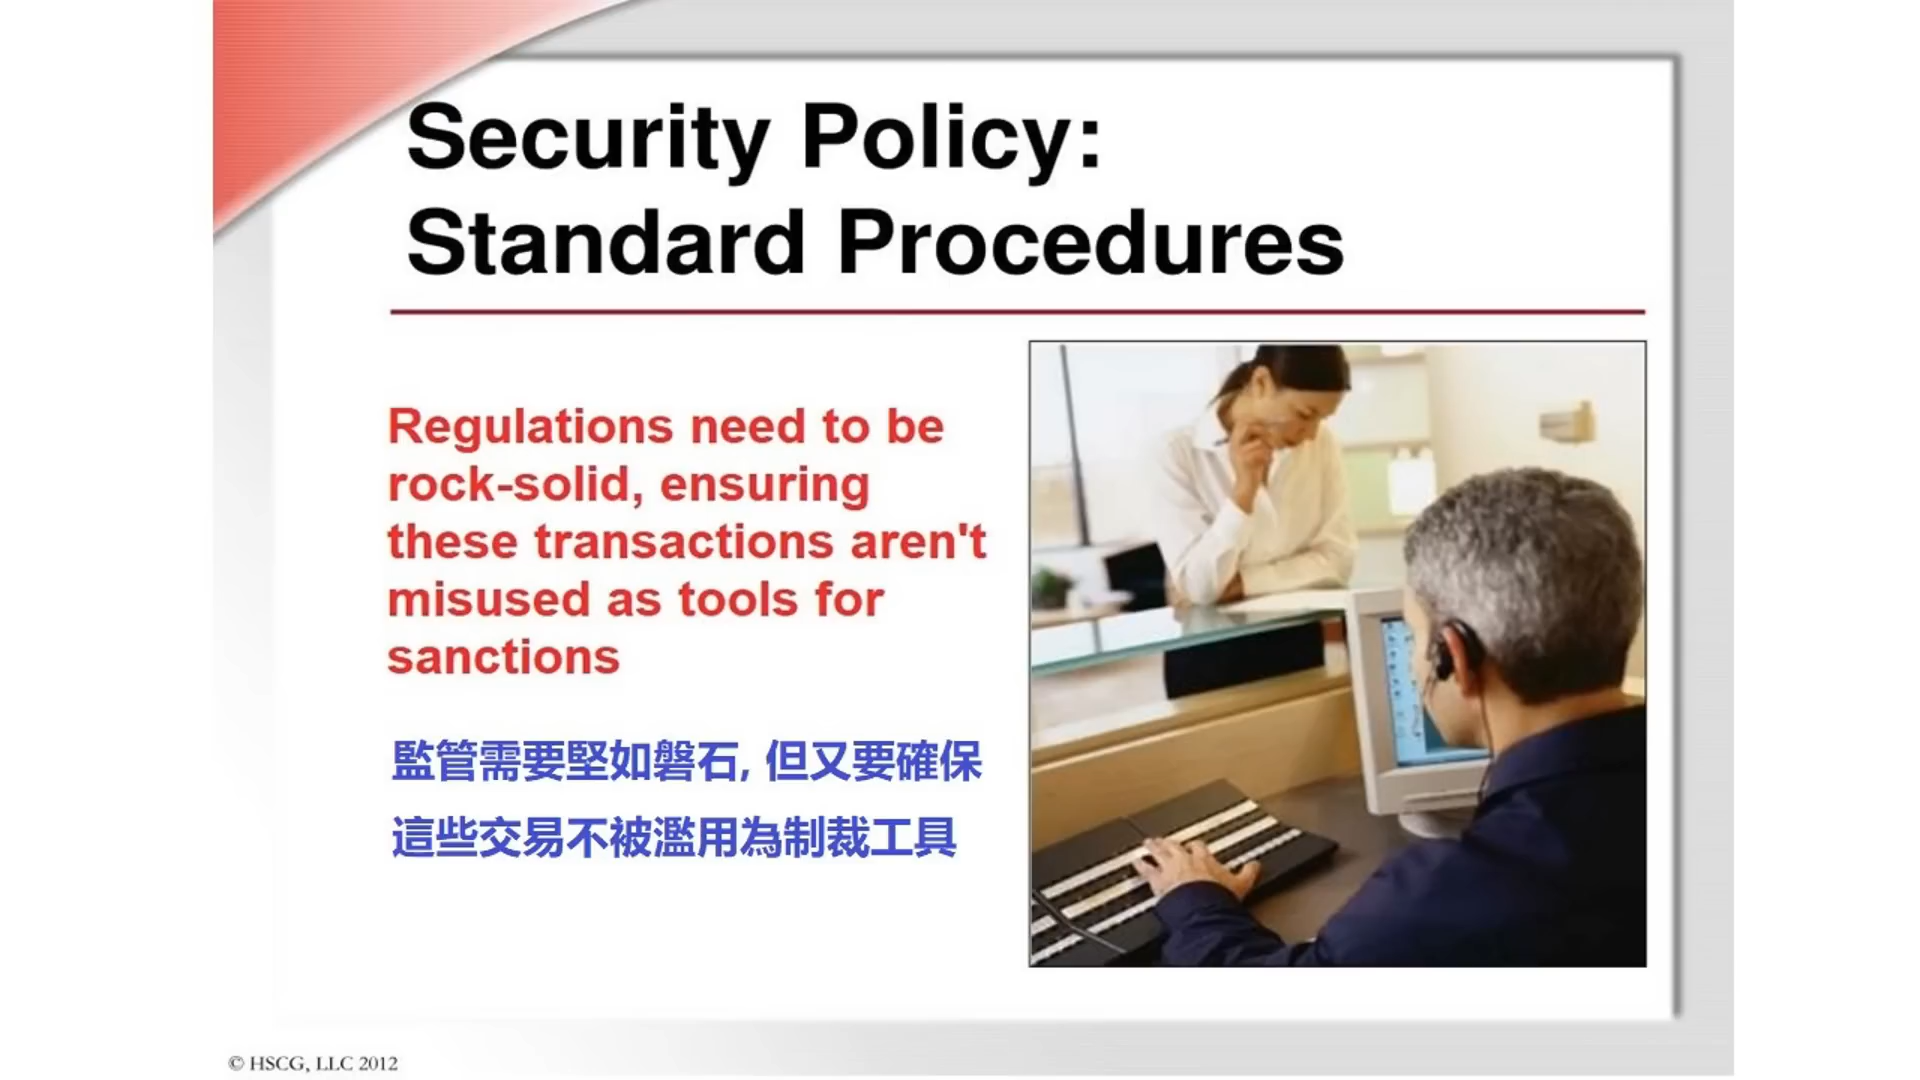 Security Policy:
Standard Procedures
Regulations need to be
rock-solid, ensuring
these transactions aren't
misused as tools for
sanctions
監管需要堅如磐石, 但又要確保
這些交易不被濫用為制裁工具
© HSCG, LLC 2012